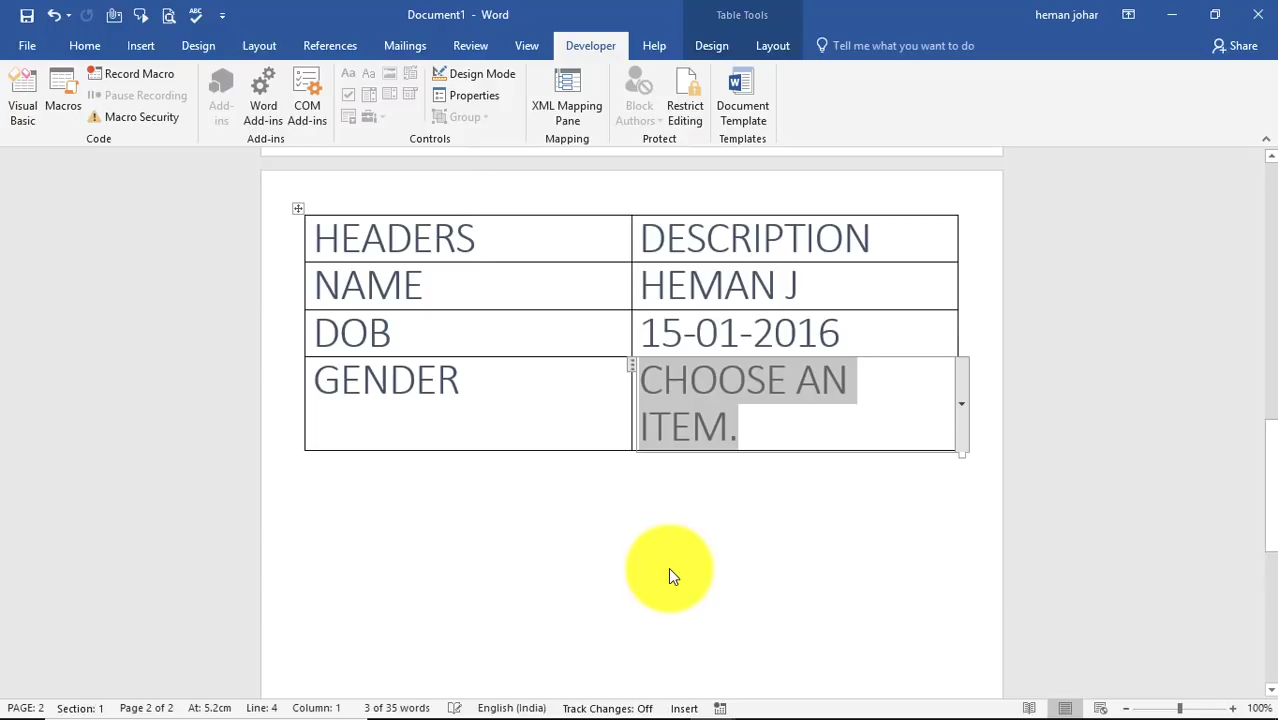 Document1 - Word
Table Tools
heman johar
File Home Insert Design Layout References Mailings Review View Developer Help Design Layout Tell me what you want to do Share
Visual Basic
Macros
Record Macro
Pause Recording
Macro Security
Code
Add-ins
Word Add-ins
COM Add-ins
Add-ins
Aa Aa
Design Mode
Properties
Group
Controls
XML Mapping Pane
Mapping
Block Authors
Restrict Editing
Protect
Document Template
Templates
HEADERS DESCRIPTION
NAME HEMAN J
DOB 15-01-2016
GENDER CHOOSE AN
ITEM.
PAGE: 2 Section: 1 Page 2 of 2 At: 5.2cm Line: 4 Column: 1 3 of 35 words English (India) Track Changes: Off Insert 100%